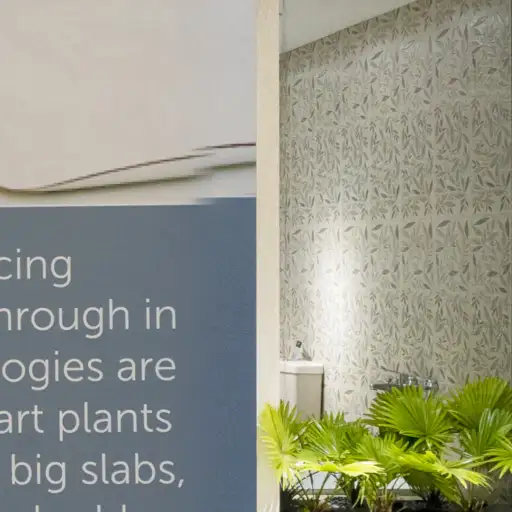 cing
hrough in
ogies are
art plants
big slabs,